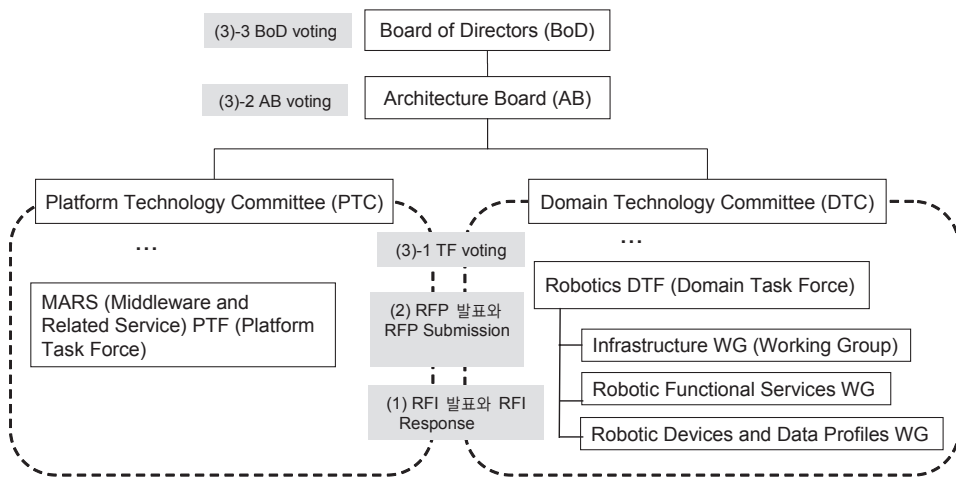 (3)-3 BoD voting
Board of Directors (BoD)
(3)-2 AB voting
Architecture Board (AB)
Platform Technology Committee (PTC)
Domain Technology Committee (DTC)
...
...
(3)-1 TF voting
MARS (Middleware and
Related Service) PTF (Platform
Task Force)
(2) RFP 발표와
RFP Submission
Robotics DTF (Domain Task Force)
Infrastructure WG (Working Group)
Robotic Functional Services WG
(1) RFI 발표와 RFI
Response
Robotic Devices and Data Profiles WG